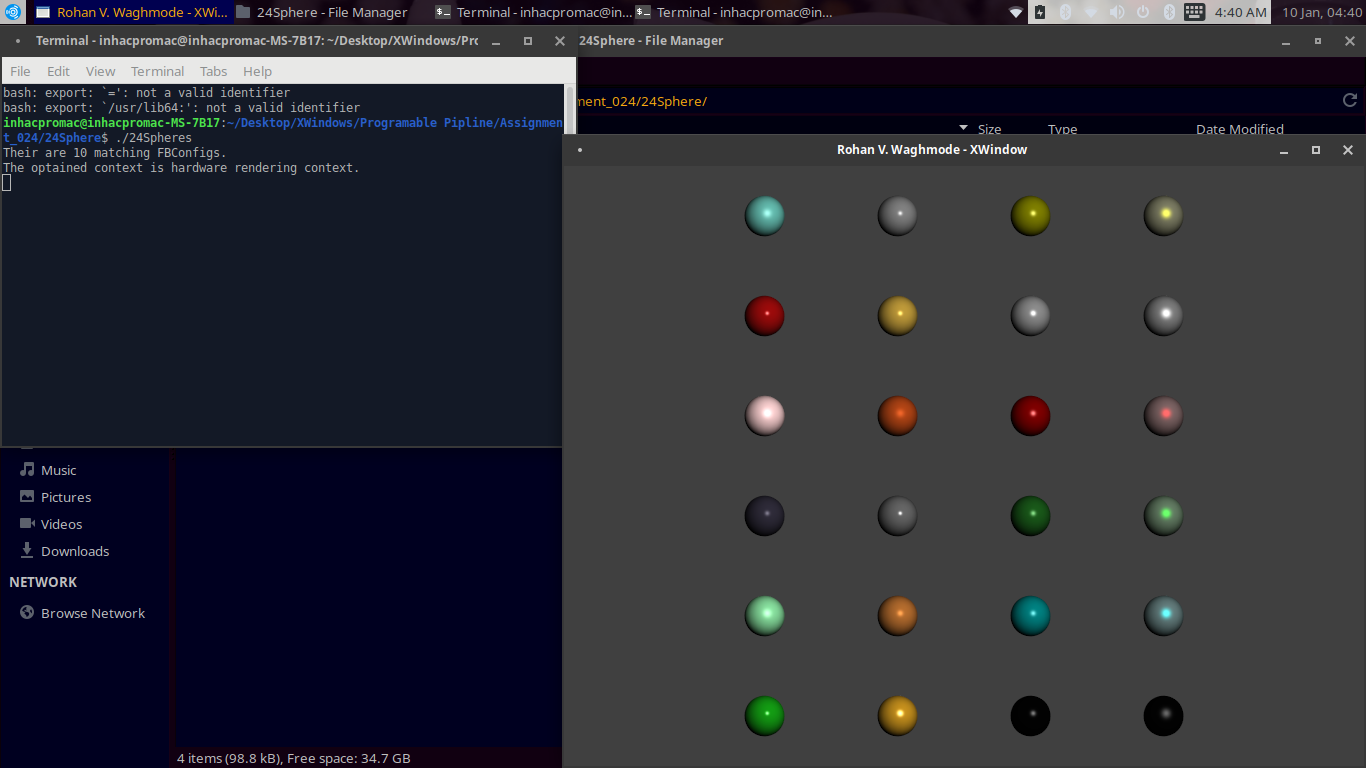 Rohan V. Waghmode - XWi... 24Sphere - File Manager Terminal - inhacpromac@in... Terminal - inhacpromac@in... 4:40 AM 10 Jan, 04:40
Terminal - inhacpromac@inhacpromac-MS-7B17: ~/Desktop/XWindows/Prc
24Sphere - File Manager
File Edit View Terminal Tabs Help
bash: export: `=': not a valid identifier
bash: export: `/usr/lib64:': not a valid identifier
inhacpromac@inhacpromac-MS-7B17:~/Desktop/XWindows/Programable Pipline/Assignmen
t_024/24Sphere$ ./24Spheres
Their are 10 matching FBConfigs.
The optained context is hardware rendering context.
ment_024/24Sphere/
Size Type Date Modified
Rohan V. Waghmode - XWindow
Music
Pictures
Videos
Downloads
NETWORK
Browse Network
4 items (98.8 kB), Free space: 34.7 GB